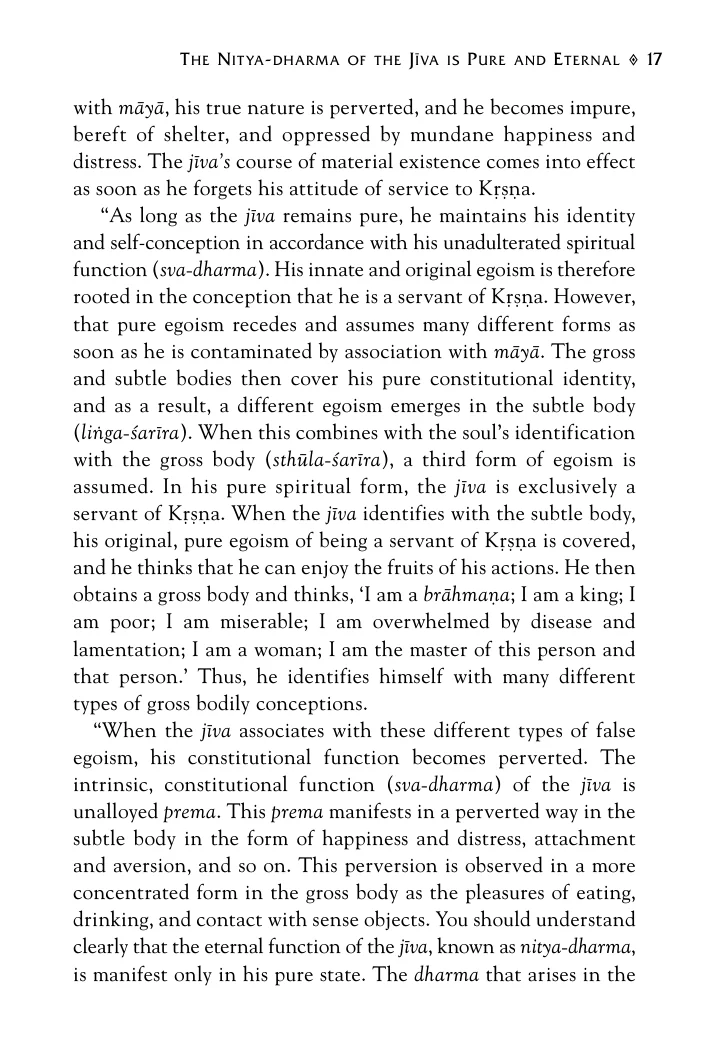 THE NITYA-DHARMA OF THE JĪVA IS PURE AND ETERNAL ◈ 17
with māyā, his true nature is perverted, and he becomes impure,
bereft of shelter, and oppressed by mundane happiness and
distress. The jīva's course of material existence comes into effect
as soon as he forgets his attitude of service to Kṛṣṇa.
“As long as the jīva remains pure, he maintains his identity
and self-conception in accordance with his unadulterated spiritual
function (sva-dharma). His innate and original egoism is therefore
rooted in the conception that he is a servant of Kṛṣṇa. However,
that pure egoism recedes and assumes many different forms as
soon as he is contaminated by association with māyā. The gross
and subtle bodies then cover his pure constitutional identity,
and as a result, a different egoism emerges in the subtle body
(liṅga-śarīra). When this combines with the soul's identification
with the gross body (sthūla-śarīra), a third form of egoism is
assumed. In his pure spiritual form, the jīva is exclusively a
servant of Kṛṣṇa. When the jīva identifies with the subtle body,
his original, pure egoism of being a servant of Kṛṣṇa is covered,
and he thinks that he can enjoy the fruits of his actions. He then
obtains a gross body and thinks, ‘I am a brāhmaṇa; I am a king; I
am poor; I am miserable; I am overwhelmed by disease and
lamentation; I am a woman; I am the master of this person and
that person.’ Thus, he identifies himself with many different
types of gross bodily conceptions.
“When the jīva associates with these different types of false
egoism, his constitutional function becomes perverted. The
intrinsic, constitutional function (sva-dharma) of the jīva is
unalloyed prema. This prema manifests in a perverted way in the
subtle body in the form of happiness and distress, attachment
and aversion, and so on. This perversion is observed in a more
concentrated form in the gross body as the pleasures of eating,
drinking, and contact with sense objects. You should understand
clearly that the eternal function of the jīva, known as nitya-dharma,
is manifest only in his pure state. The dharma that arises in the